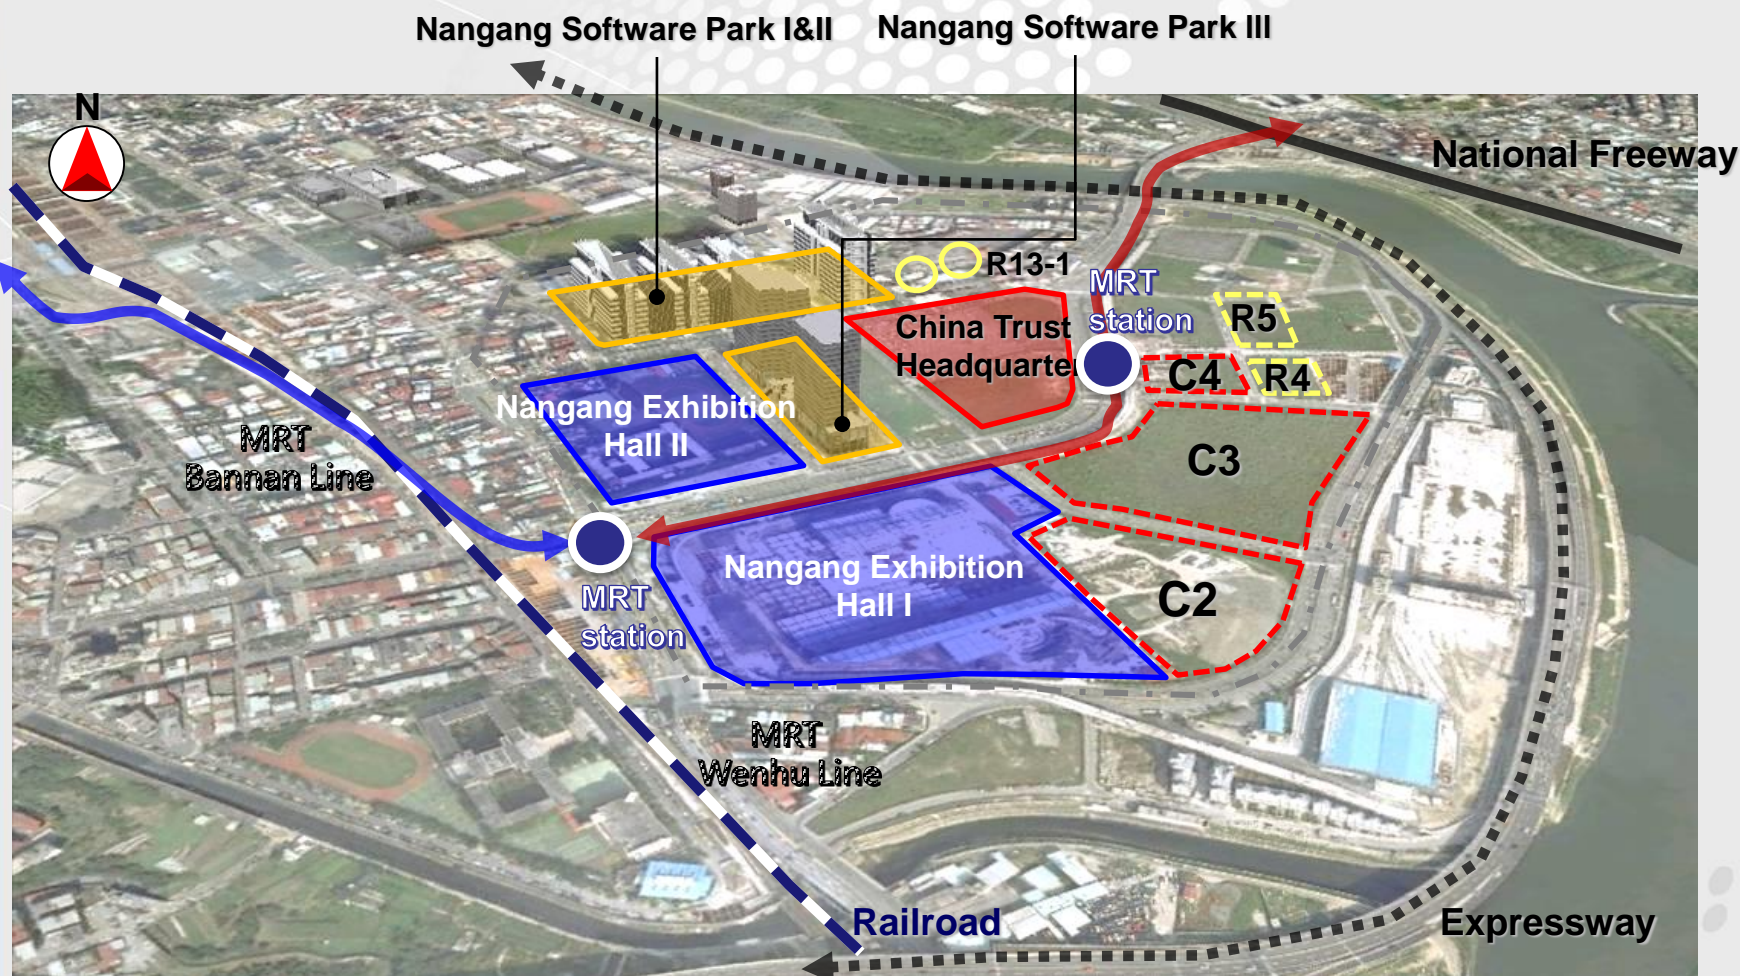 Nangang Software Park I&II
Nangang Software Park III
N
National Freeway
R13-1
MRT
station
China Trust
Headquarter
R5
C4
R4
Nangang Exhibition
Hall II
MRT
Bannan Line
C3
Nangang Exhibition
Hall I
C2
MRT
station
MRT
Wenhu Line
Railroad
Expressway